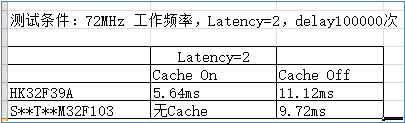 测试条件：72MHz 工作频率，Latency=2，delay100000次
Latency=2
Cache On Cache Off
HK32F39A 5.64ms 11.12ms
S**T**M32F103 无Cache 9.72ms